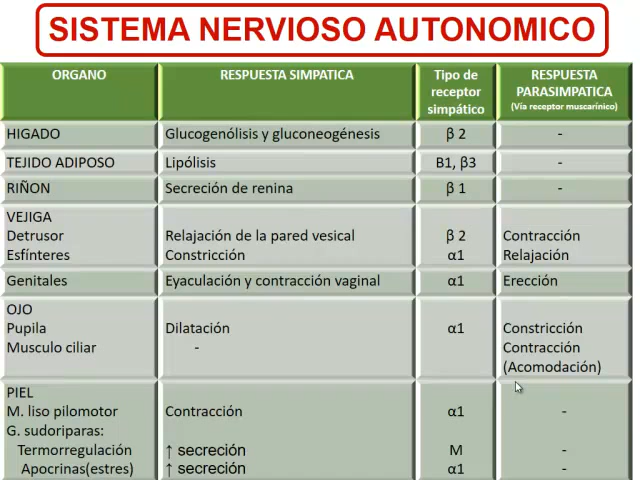 SISTEMA NERVIOSO AUTONOMICO
ORGANO RESPUESTA SIMPATICA Tipo de receptor simpático RESPUESTA PARASIMPATICA (Vía receptor muscarínico)
HIGADO Glucogenólisis y gluconeogénesis β 2 -
TEJIDO ADIPOSO Lipólisis B1, β3 -
RIÑON Secreción de renina β 1 -
VEJIGA
Detrusor Relajación de la pared vesical β 2 Contracción
Esfínteres Constricción α1 Relajación
Genitales Eyaculación y contracción vaginal α1 Erección
OJO
Pupila Dilatación α1 Constricción
Musculo ciliar - Contracción
(Acomodación)
PIEL
M. liso pilomotor Contracción α1 -
G. sudoriparas:
Termorregulación ↑ secreción M -
Apocrinas(estres) ↑ secreción α1 -